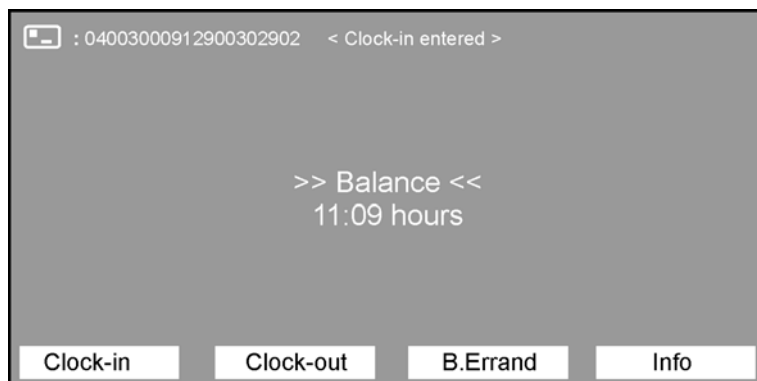 : 04003000912900302902 < Clock-in entered >
>> Balance <<
11:09 hours
Clock-in Clock-out B.Errand Info